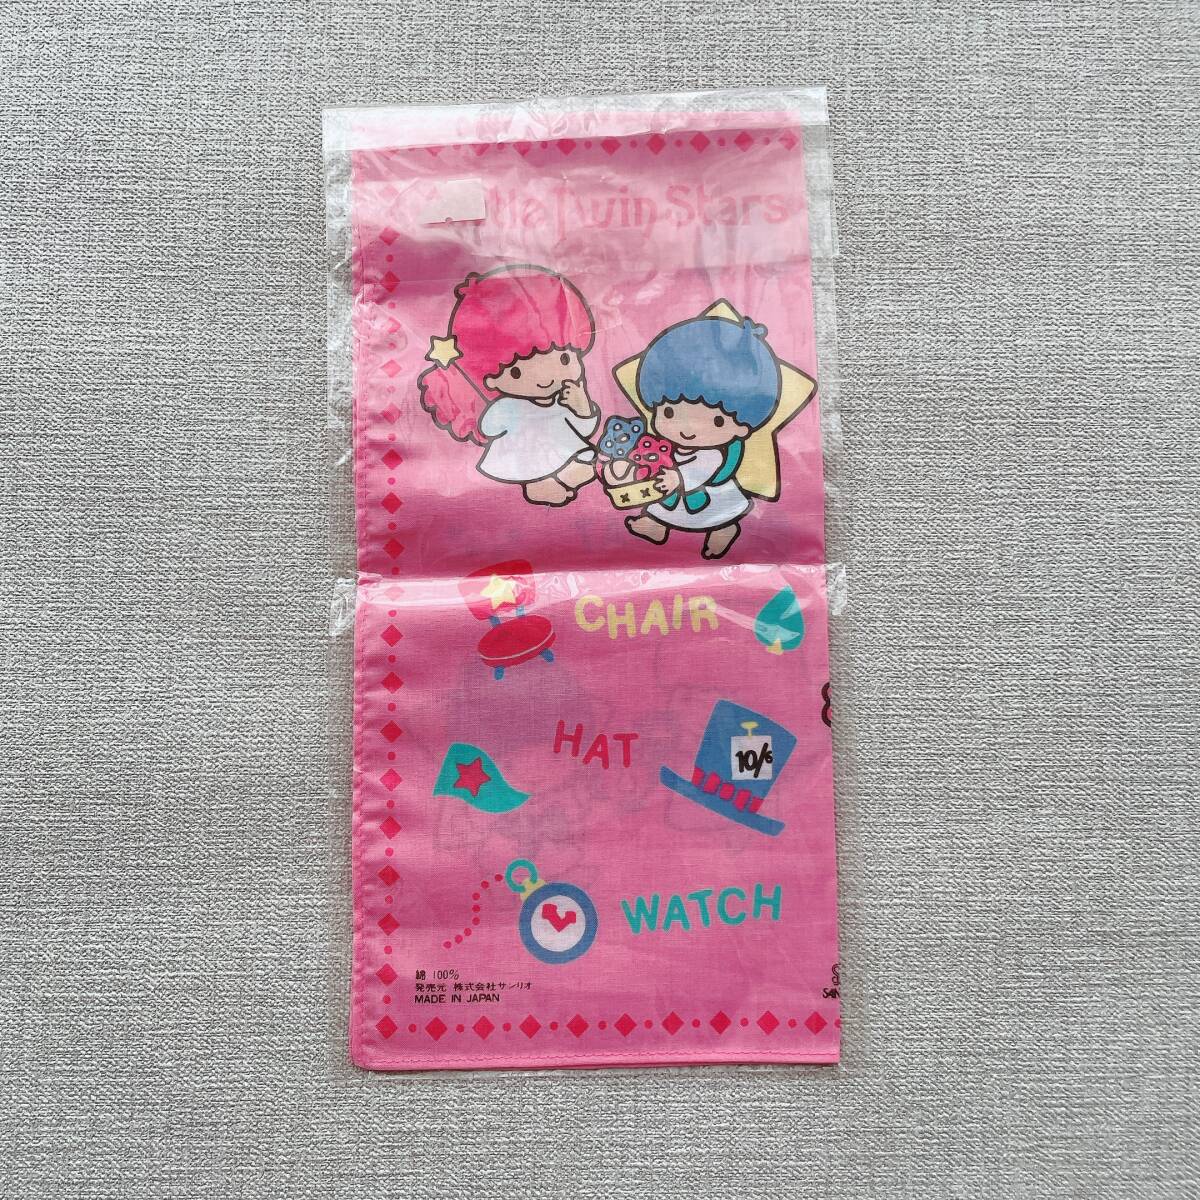 Little Twin Stars
CHAIR
HAT
10/6
WATCH
綿 100%
発売元 株式会社サンリオ
MADE IN JAPAN